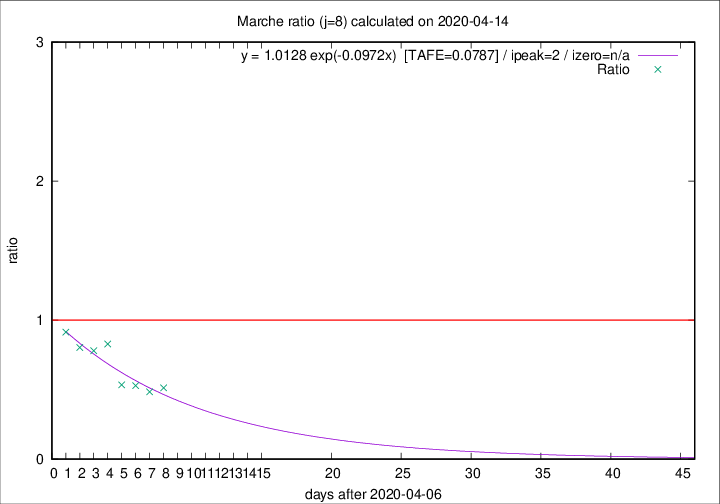 Marche ratio (j=8) calculated on 2020-04-14
y = 1.0128 exp(-0.0972x) [TAFE=0.0787] / ipeak=2 / izero=n/a
Ratio
3
2
1
0
ratio
0 1 2 3 4 5 6 7 8 9 10 11 12 13 14 15 20 25 30 35 40 45
days after 2020-04-06